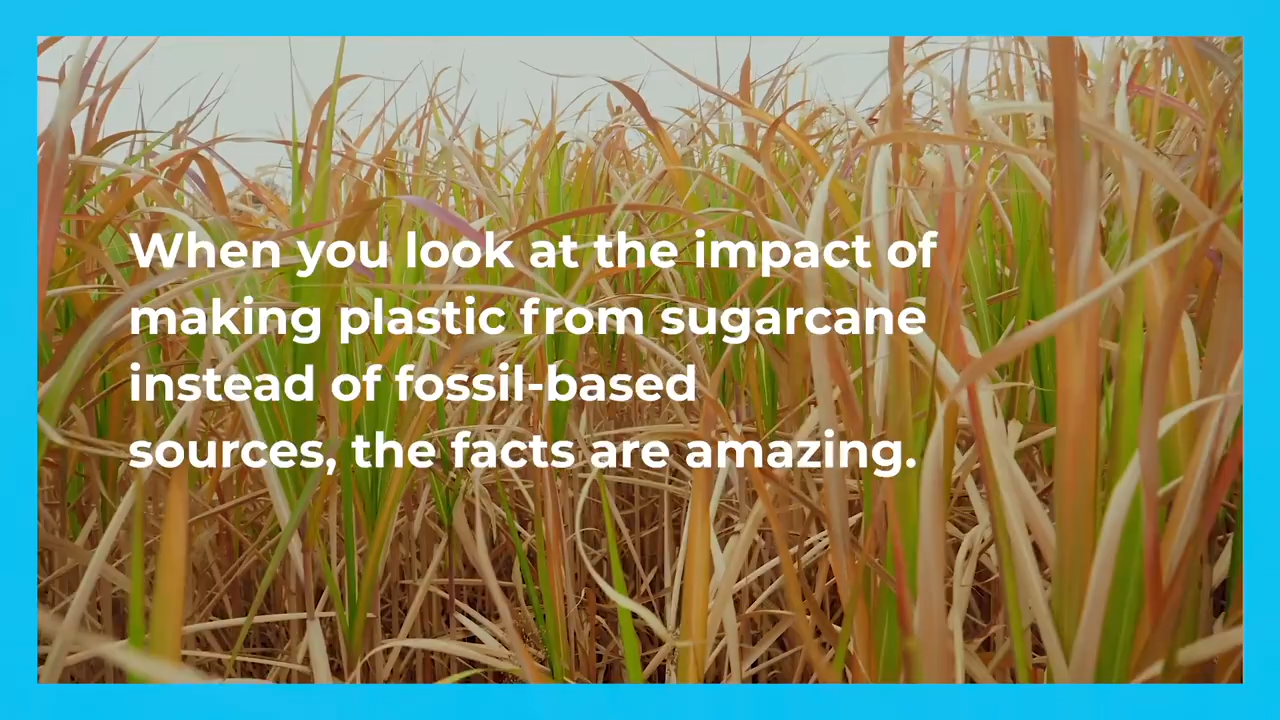 When you look at the impact of
making plastic from sugarcane
instead of fossil-based
sources, the facts are amazing.